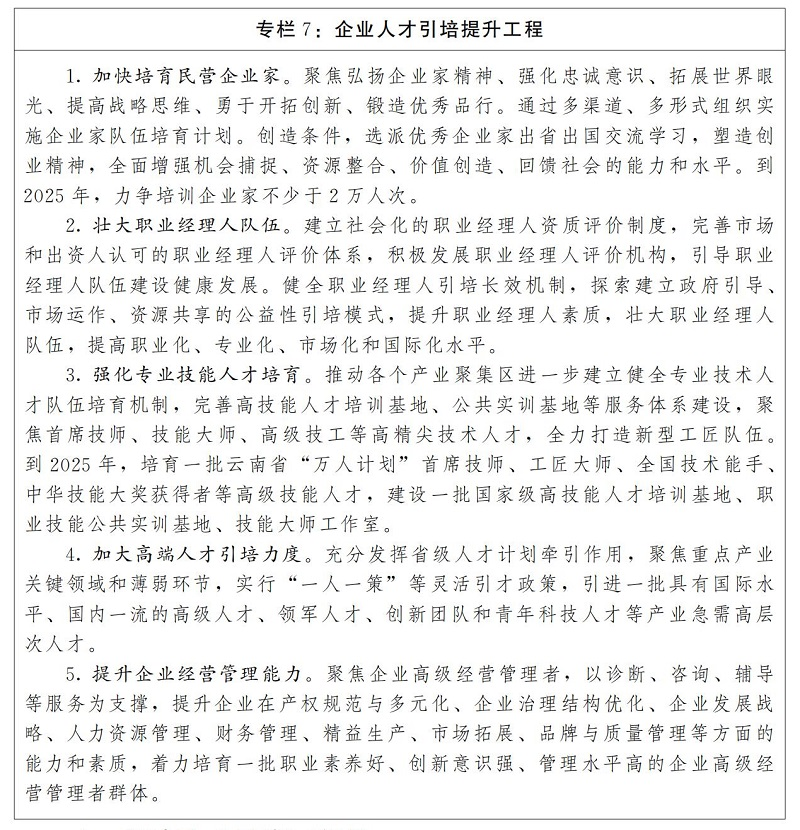 专栏 7：企业人才引培提升工程
1. 加快培育民营企业家。聚焦弘扬企业家精神、强化忠诚意识、拓展世界眼
光、提高战略思维、勇于开拓创新、锻造优秀品行。通过多渠道、多形式组织实
施企业家队伍培育计划。创造条件，选派优秀企业家出省出国交流学习，塑造创
业精神，全面增强机会捕捉、资源整合、价值创造、回馈社会的能力和水平。到
2025 年，力争培训企业家不少于 2 万人次。
2. 壮大职业经理人队伍。建立社会化的职业经理人资质评价制度，完善市场
和出资人认可的职业经理人评价体系，积极发展职业经理人评价机构，引导职业
经理人队伍建设健康发展。健全职业经理人引培长效机制，探索建立政府引导、
市场运作、资源共享的公益性引培模式，提升职业经理人素质，壮大职业经理人
队伍，提高职业化、专业化、市场化和国际化水平。
3. 强化专业技能人才培育。推动各个产业聚集区进一步建立健全专业技术人
才队伍培育机制，完善高技能人才培训基地、公共实训基地等服务体系建设，聚
焦首席技师、技能大师、高级技工等高精尖技术人才，全力打造新型工匠队伍。
到 2025 年，培育一批云南省“万人计划”首席技师、工匠大师、全国技术能手、
中华技能大奖获得者等高级技能人才，建设一批国家级高技能人才培训基地、职
业技能公共实训基地、技能大师工作室。
4. 加大高端人才引培力度。充分发挥省级人才计划牵引作用，聚焦重点产业
关键领域和薄弱环节，实行“一人一策”等灵活引才政策，引进一批具有国际水
平、国内一流的高级人才、领军人才、创新团队和青年科技人才等产业急需高层
次人才。
5. 提升企业经营管理能力。聚焦企业高级经营管理者，以诊断、咨询、辅导
等服务为支撑，提升企业在产权规范与多元化、企业治理结构优化、企业发展战
略、人力资源管理、财务管理、精益生产、市场拓展、品牌与质量管理等方面的
能力和素质，着力培育一批职业素养好、创新意识强、管理水平高的企业高级经
营管理者群体。